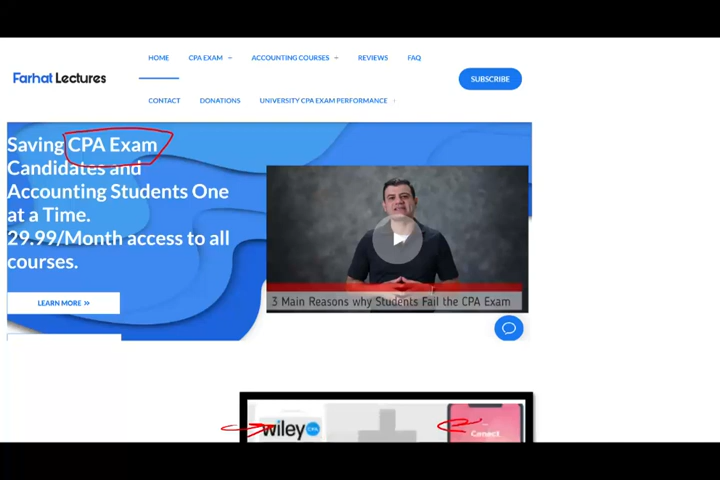 HOME CPA EXAM ACCOUNTING COURSES REVIEWS FAQ
Farhat Lectures
SUBSCRIBE
CONTACT DONATIONS UNIVERSITY CPA EXAM PERFORMANCE
Saving CPA Exam
Candidates and
Accounting Students One
at a Time.
29.99/Month access to all
courses.
LEARN MORE »
3 Main Reasons why Students Fail the CPA Exam
wiley CPA